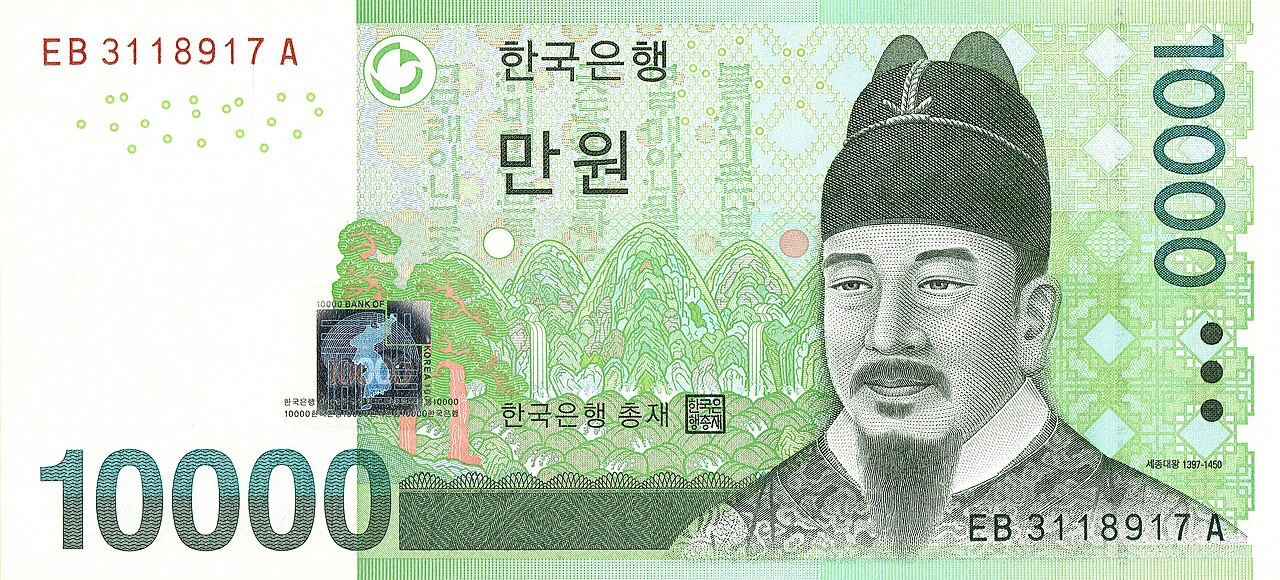 EB 3118917 A
한국은행
만 원
10000
10000 BANK OF
KOREA 10
한국은행 총재
한국은행총재
세종대왕 1397-1450
10000
EB 3118917 A